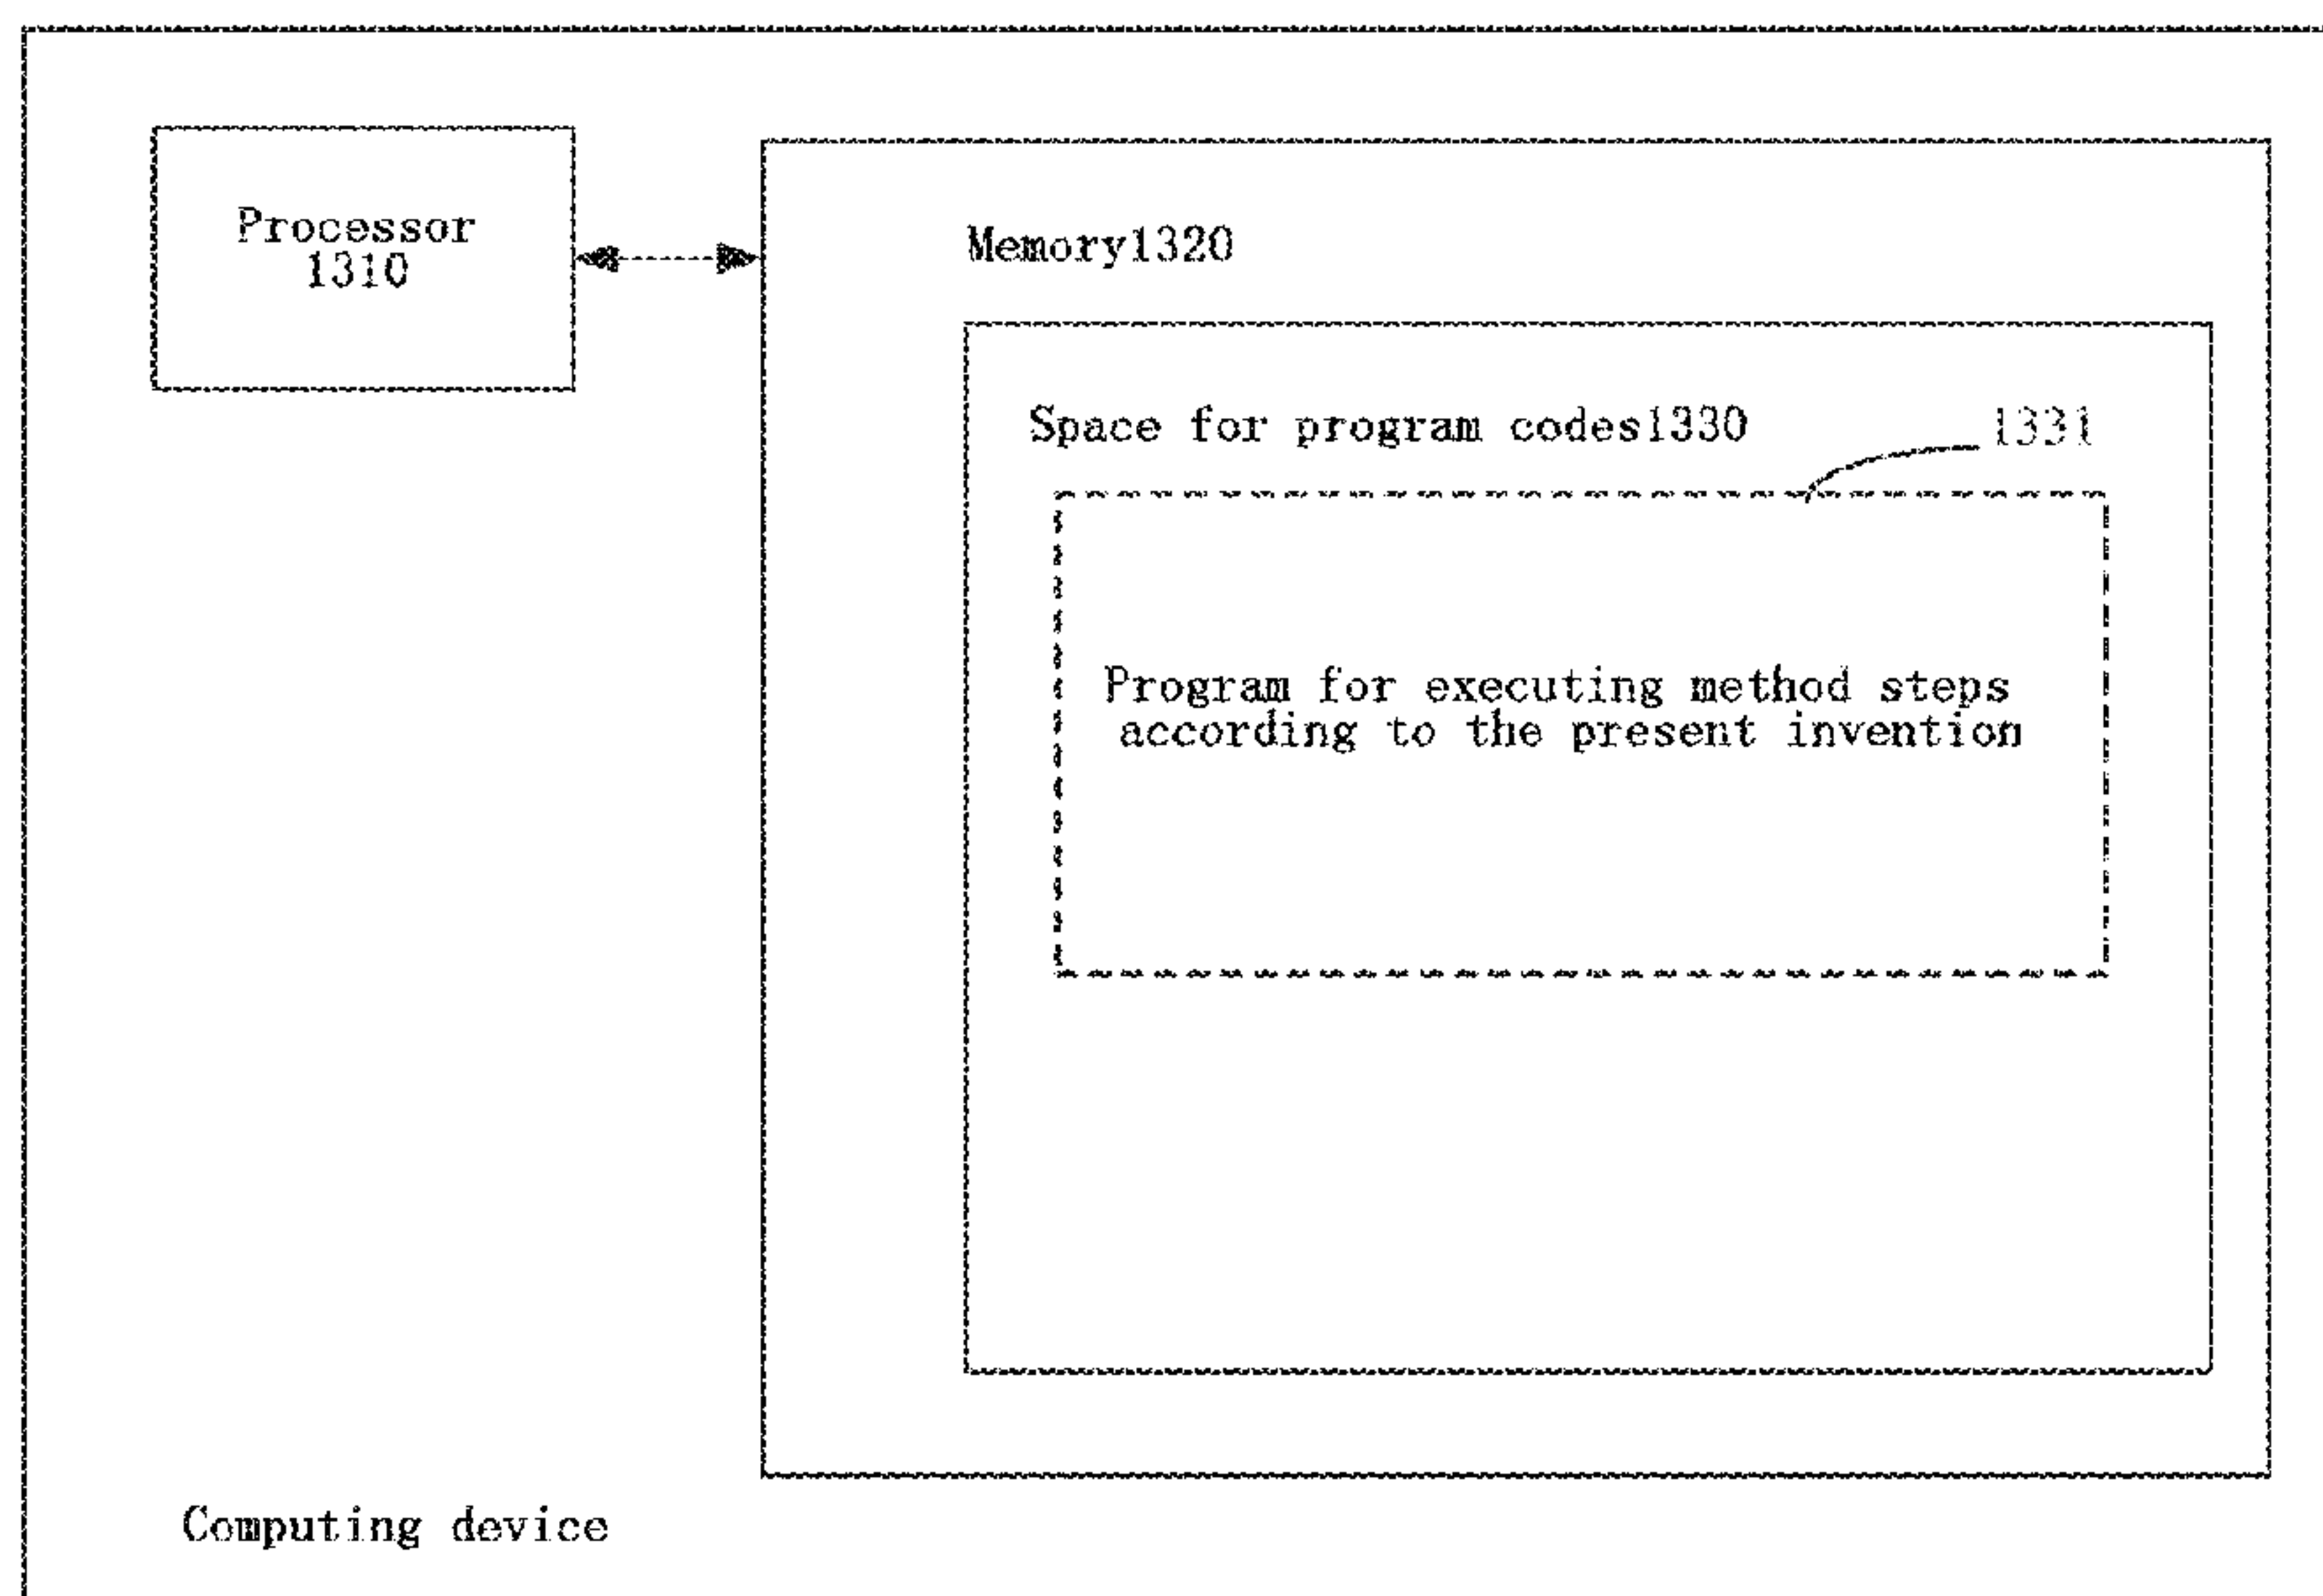 Processor
1310
Memory1320
Space for program codes1330
1331
Program for executing method steps
according to the present invention
Computing device